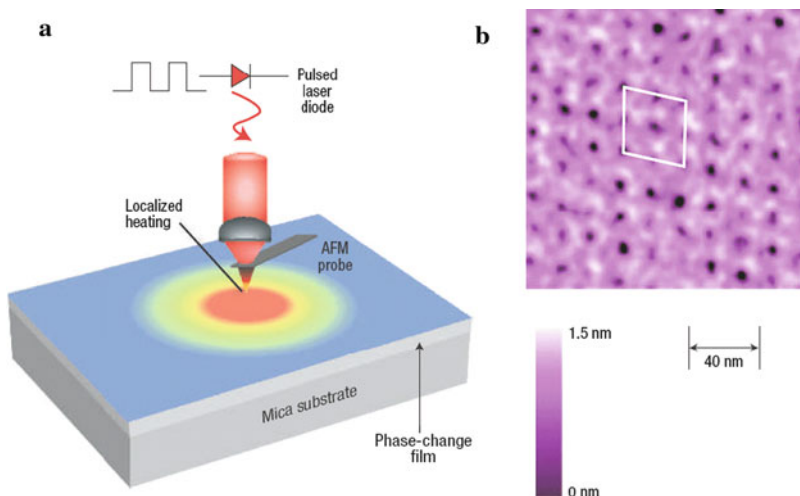 a
Pulsed
laser
diode
Localized
heating
AFM
probe
Mica substrate
Phase-change
film
b
1.5 nm
0 nm
40 nm